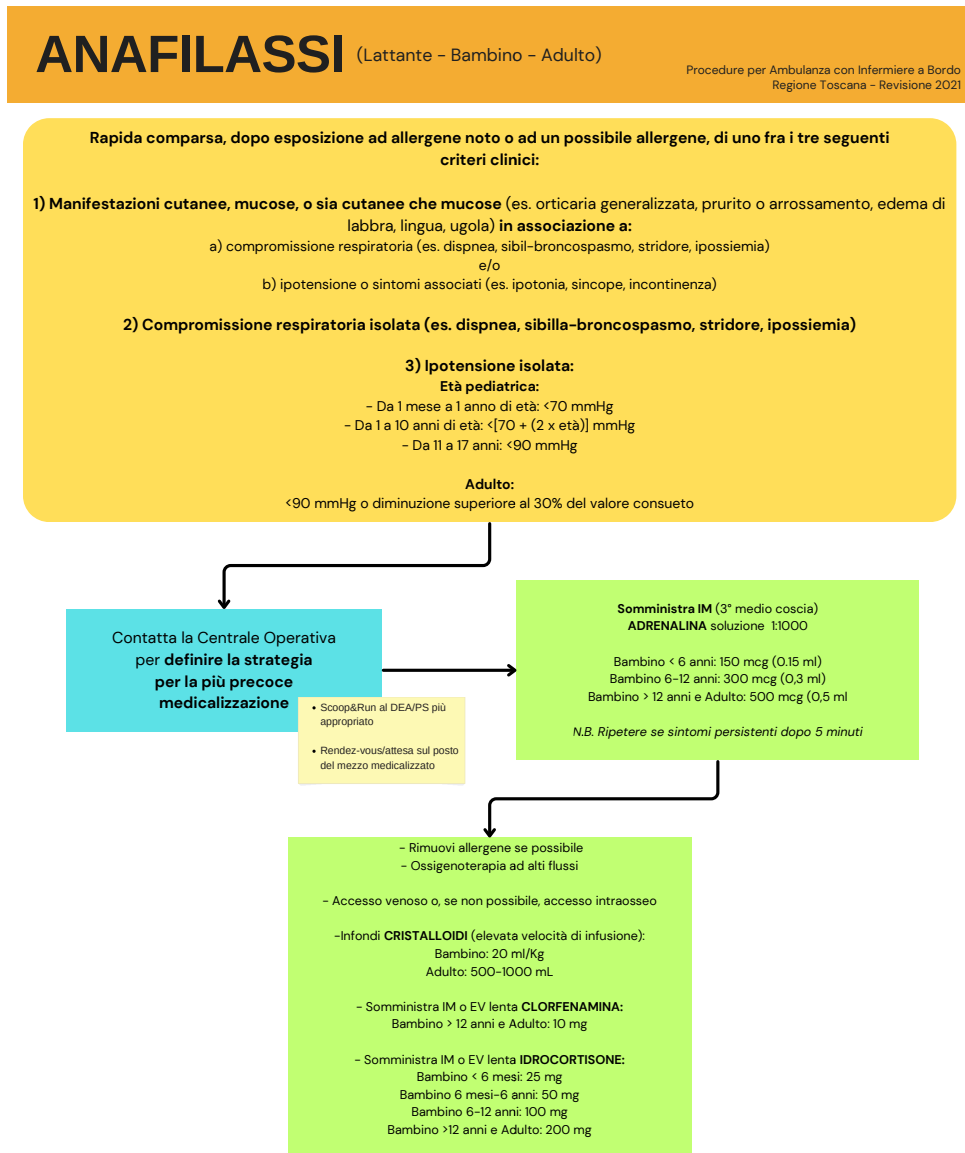 ANAFILASSI (Lattante - Bambino - Adulto)
Procedure per Ambulanza con Infermiere a Bordo
Regione Toscana - Revisione 2021
Rapida comparsa, dopo esposizione ad allergene noto o ad un possibile allergene, di uno fra i tre seguenti
criteri clinici:
1) Manifestazioni cutanee, mucose, o sia cutanee che mucose (es. orticaria generalizzata, prurito o arrossamento, edema di
labbra, lingua, ugola) in associazione a:
a) compromissione respiratoria (es. dispnea, sibil-broncospasmo, stridore, ipossiemia)
e/o
b) ipotensione o sintomi associati (es. ipotonia, sincope, incontinenza)
2) Compromissione respiratoria isolata (es. dispnea, sibilla-broncospasmo, stridore, ipossiemia)
3) Ipotensione isolata:
Età pediatrica:
- Da 1 mese a 1 anno di età: <70 mmHg
- Da 1 a 10 anni di età: <[70 + (2 x età)] mmHg
- Da 11 a 17 anni: <90 mmHg
Adulto:
<90 mmHg o diminuzione superiore al 30% del valore consueto
Contatta la Centrale Operativa
per definire la strategia
per la più precoce
medicalizzazione
• Scoop&Run al DEA/PS più
appropriato
• Rendez-vous/attesa sul posto
del mezzo medicalizzato
Somministra IM (3° medio coscia)
ADRENALINA soluzione 1:1000
Bambino < 6 anni: 150 mcg (0.15 ml)
Bambino 6-12 anni: 300 mcg (0,3 ml)
Bambino > 12 anni e Adulto: 500 mcg (0,5 ml
N.B. Ripetere se sintomi persistenti dopo 5 minuti
- Rimuovi allergene se possibile
- Ossigenoterapia ad alti flussi
- Accesso venoso o, se non possibile, accesso intraosseo
-Infondi CRISTALLOIDI (elevata velocità di infusione):
Bambino: 20 ml/Kg
Adulto: 500-1000 mL
- Somministra IM o EV lenta CLORFENAMINA:
Bambino > 12 anni e Adulto: 10 mg
- Somministra IM o EV lenta IDROCORTISONE:
Bambino < 6 mesi: 25 mg
Bambino 6 mesi-6 anni: 50 mg
Bambino 6-12 anni: 100 mg
Bambino >12 anni e Adulto: 200 mg